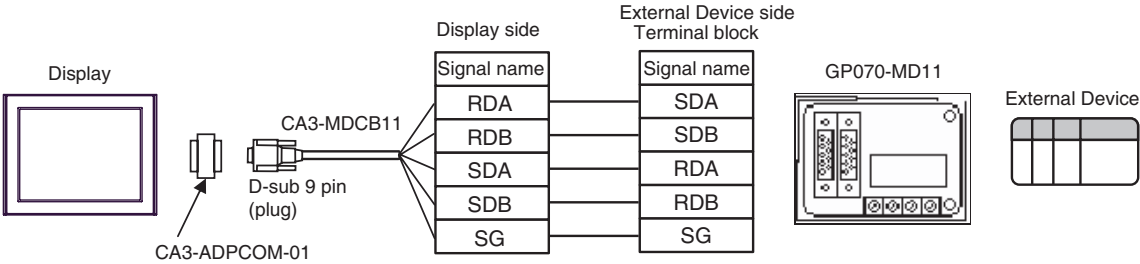 Display
CA3-ADPCOM-01
D-sub 9 pin
(plug)
CA3-MDCB11
Display side
Signal name
RDA
RDB
SDA
SDB
SG
External Device side
Terminal block
Signal name
SDA
SDB
RDA
RDB
SG
GP070-MD11
External Device